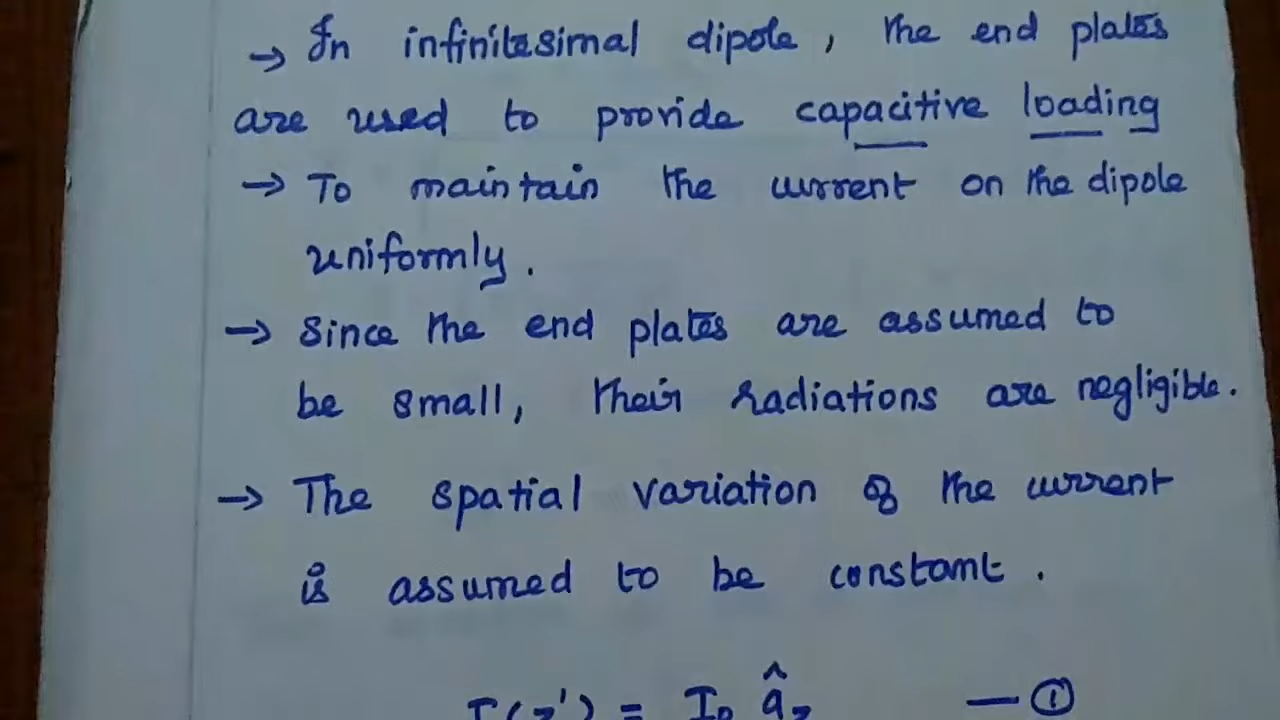 → In infinitesimal dipole, the end plates
are used to provide capacitive loading
→ To maintain the current on the dipole
uniformly.
→ Since the end plates are assumed to
be small, their radiations are negligible.
→ The spatial variation of the current
is assumed to be constant.
I(z') = I₀ â_z — ①